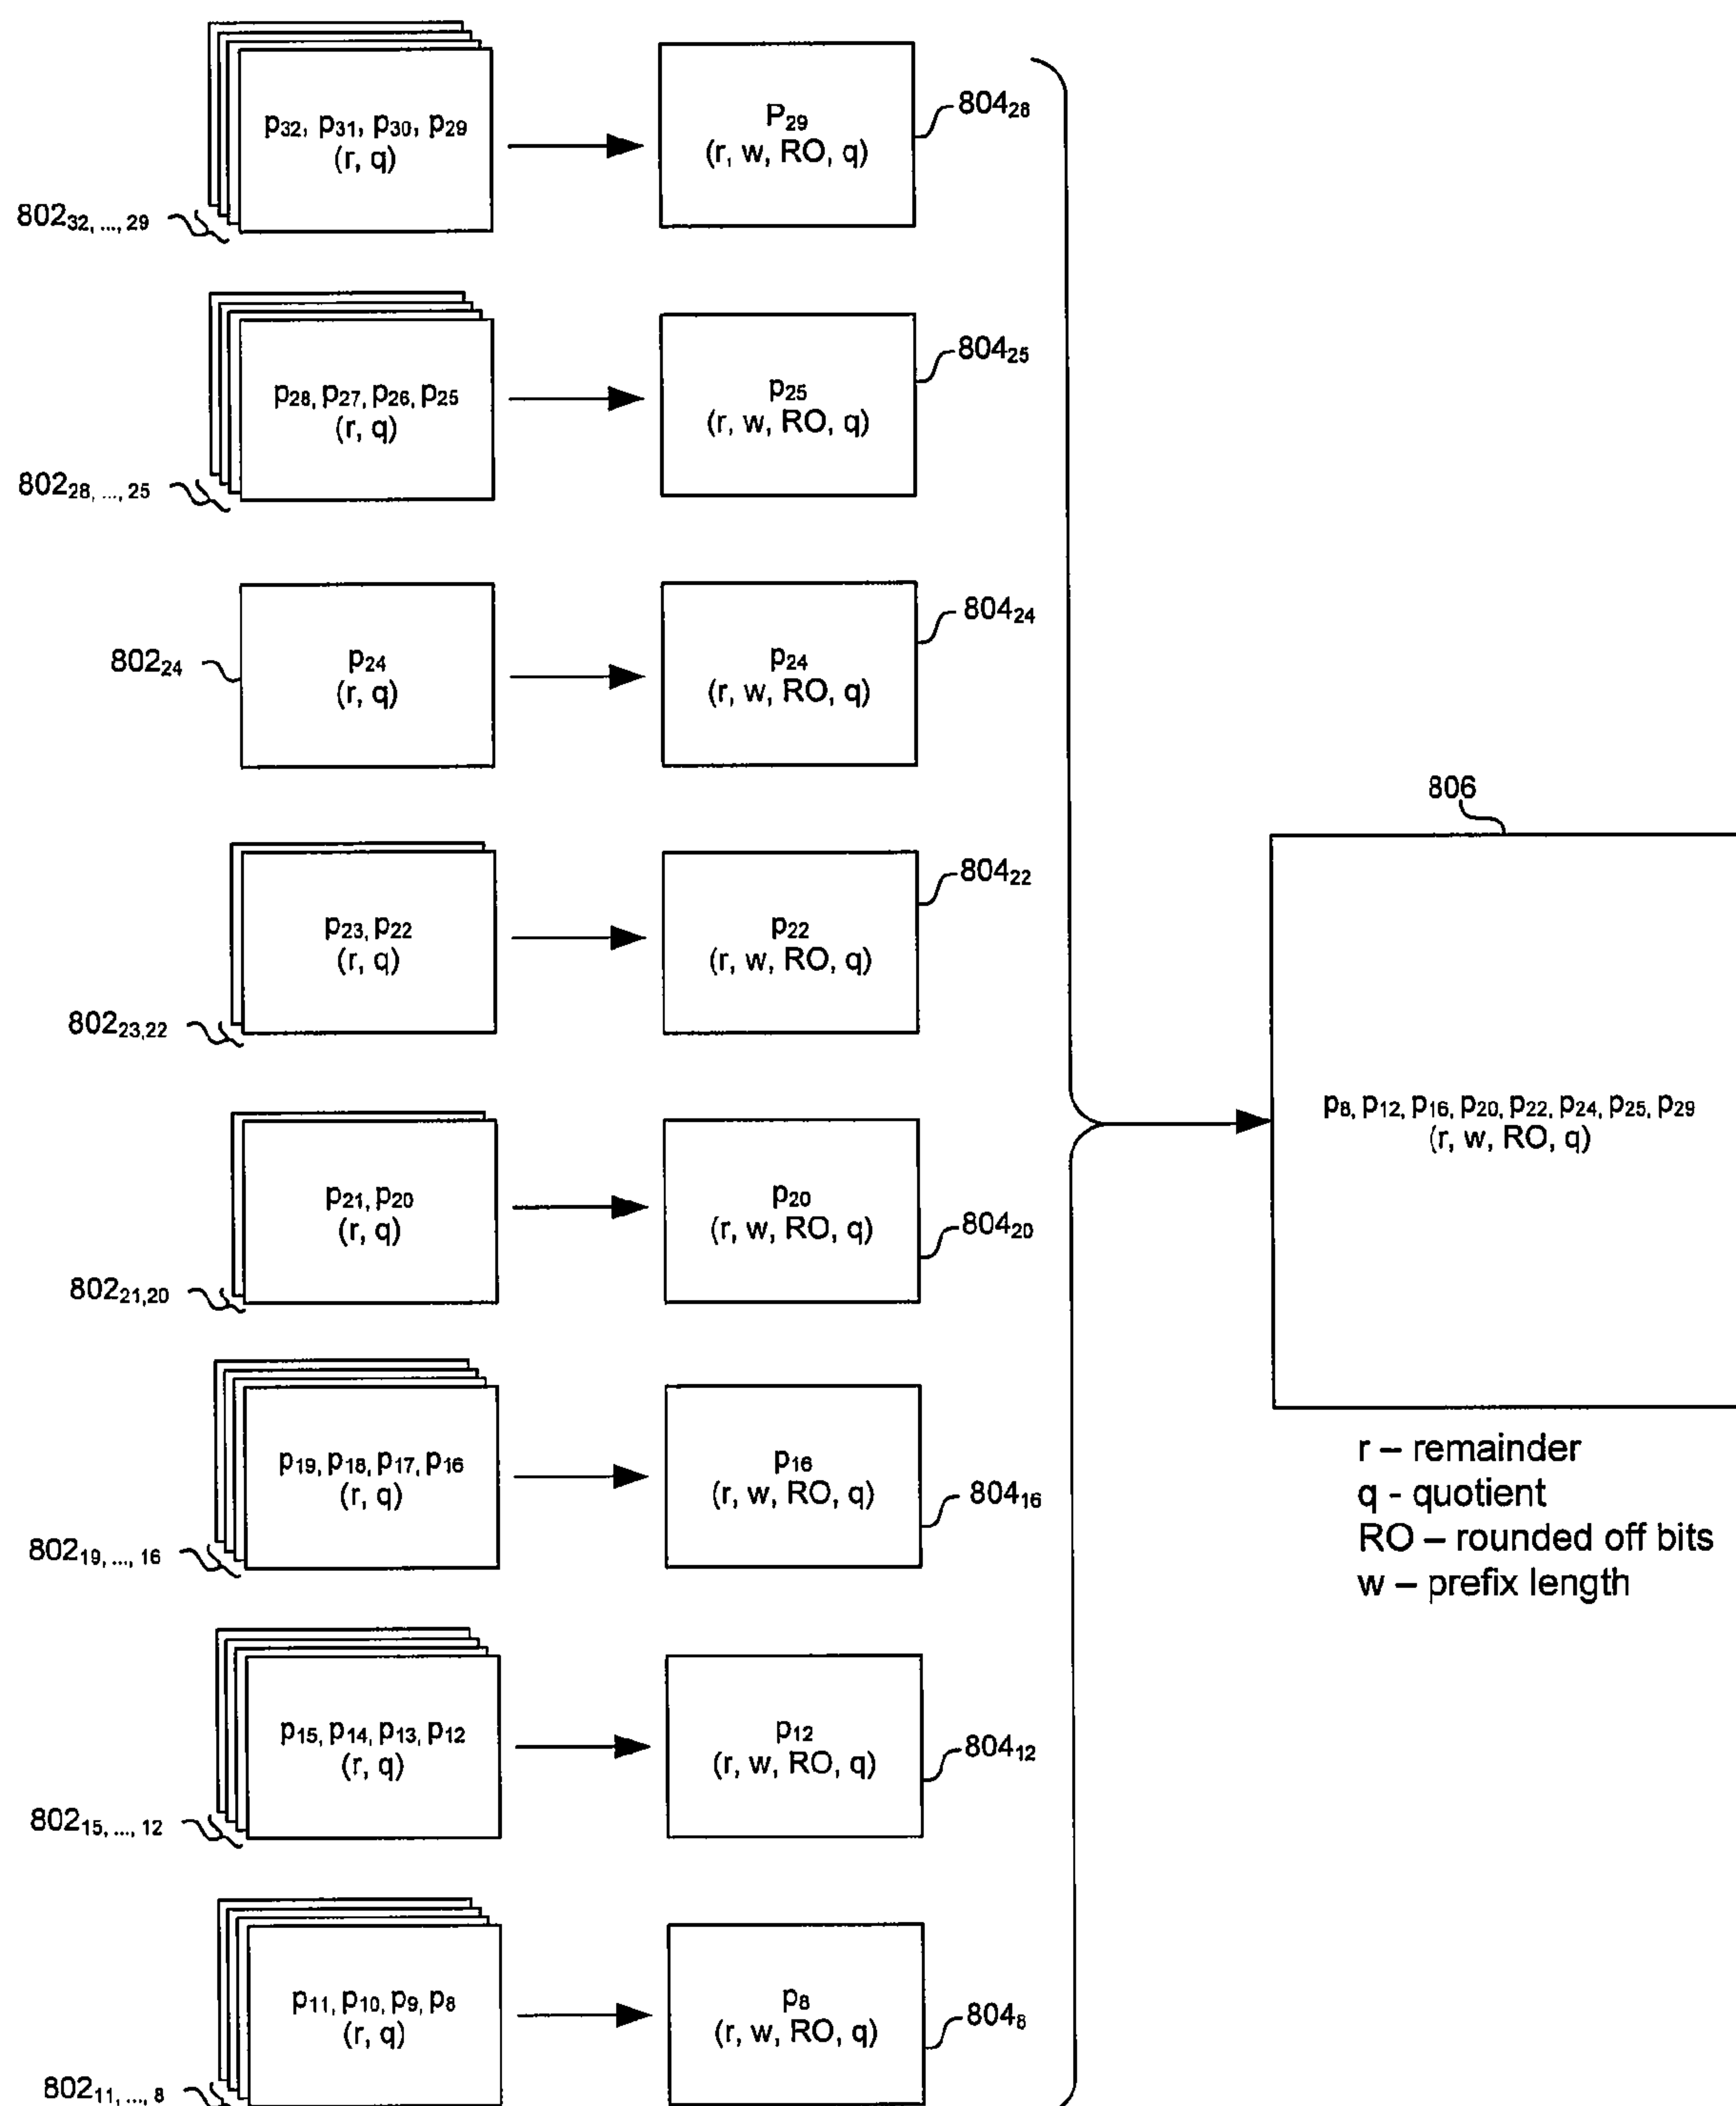 p32, p31, p30, p29
(r, q)
P29
(r, w, RO, q)
80428
80232, ..., 29
p28, p27, p26, p25
(r, q)
p25
(r, w, RO, q)
80425
80228, ..., 25
p24
(r, q)
p24
(r, w, RO, q)
80424
80224
p23, p22
(r, q)
p22
(r, w, RO, q)
80422
80223,22
p21, p20
(r, q)
p20
(r, w, RO, q)
80420
80221,20
p19, p18, p17, p16
(r, q)
p16
(r, w, RO, q)
80416
80219, ..., 16
p15, p14, p13, p12
(r, q)
p12
(r, w, RO, q)
80412
80215, ..., 12
p11, p10, p9, p8
(r, q)
p8
(r, w, RO, q)
8048
80211, ..., 8
806
p8, p12, p16, p20, p22, p24, p25, p29
(r, w, RO, q)
r – remainder
q - quotient
RO – rounded off bits
w – prefix length